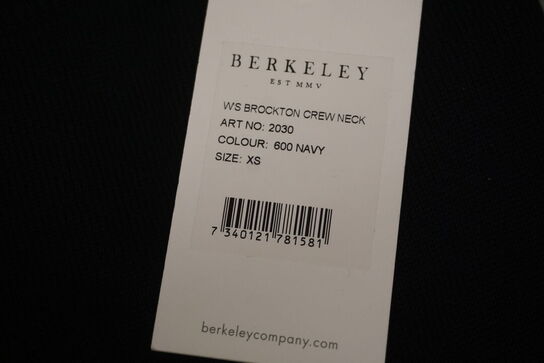 BERKELEY
EST MMV
W'S BROCKTON CREW NECK
ART NO: 2030
COLOUR: 600 NAVY
SIZE: XS
7 340121 781581
berkeleycompany.com